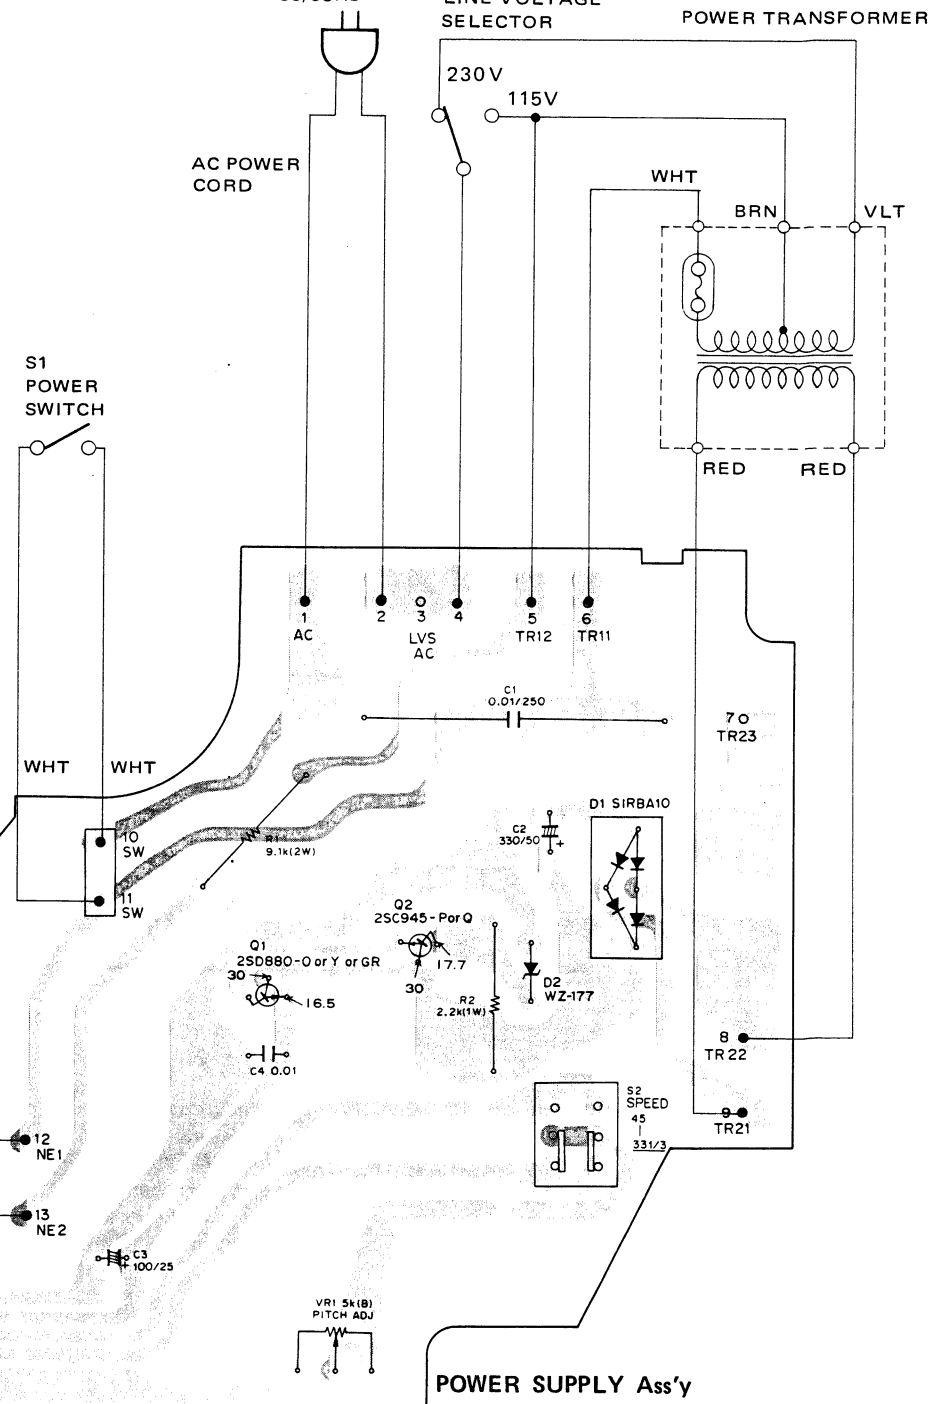 SELECTOR
POWER TRANSFORMER
230V
115V
AC POWER
CORD
WHT
BRN
VLT
S1
POWER
SWITCH
RED
RED
1
AC
2
3
LVS
AC
4
5
TR12
6
TR11
C1
0.01/250
7
TR23
WHT
WHT
D1 SIRBA10
10
SW
R1
9.1k(2W)
C2
330/50
+
11
SW
Q2
2SC945-P or Q
Q1
2SD880-O or Y or GR
30
17.7
30
16.5
D2
WZ-177
R2
2.2k(1W)
8
TR22
C4 0.01
S2
SPEED
45
33 1/3
9
TR21
12
NE1
13
NE2
C3
+ 100/25
VR1 5k(B)
PITCH ADJ
POWER SUPPLY Ass'y